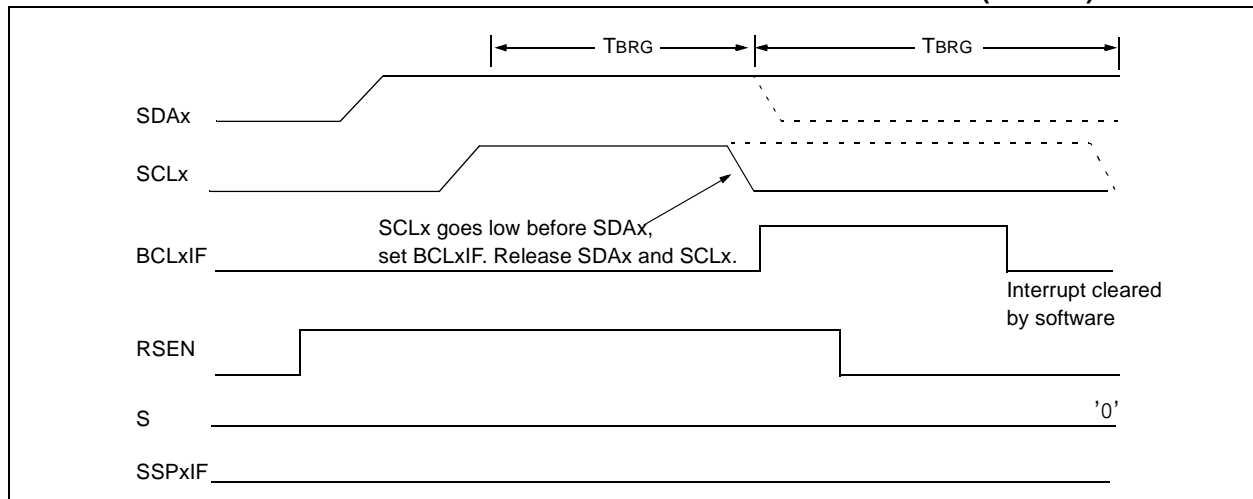 TBRG TBRG
SDAx
SCLx
SCLx goes low before SDAx,
set BCLxIF. Release SDAx and SCLx.
BCLxIF
Interrupt cleared
by software
RSEN
S
'0'
SSPxIF